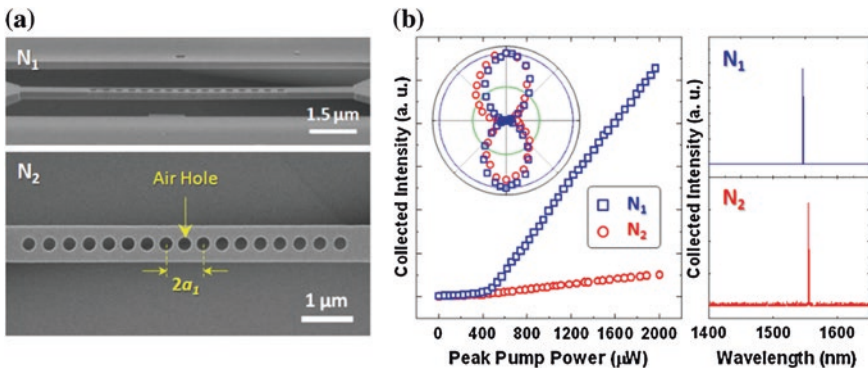 (a)
N1
1.5 µm
N2
Air Hole
2a1
1 µm
(b)
Collected Intensity (a. u.)
N1
N2
0 400 800 1200 1600 2000
Peak Pump Power (µW)
Collected Intensity (a. u.)
N1
N2
1400 1500 1600
Wavelength (nm)